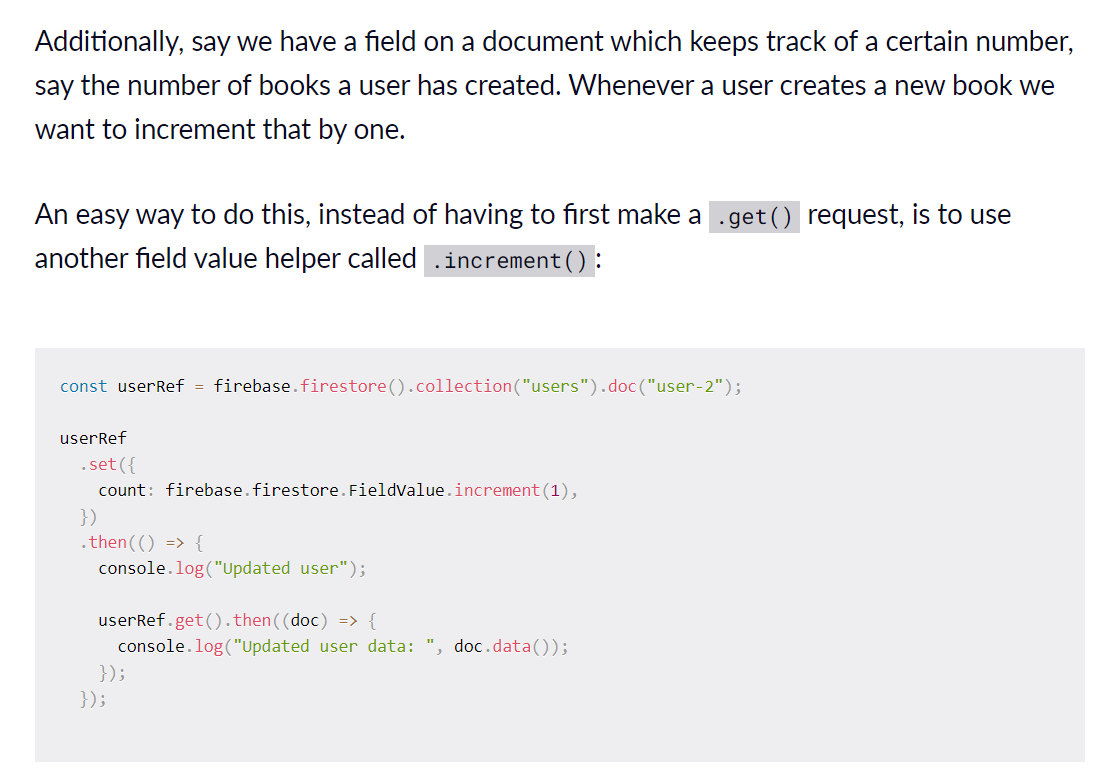 Additionally, say we have a field on a document which keeps track of a certain number,
say the number of books a user has created. Whenever a user creates a new book we
want to increment that by one.
An easy way to do this, instead of having to first make a .get() request, is to use
another field value helper called .increment():
const userRef = firebase.firestore().collection("users").doc("user-2");
userRef
  .set({
    count: firebase.firestore.FieldValue.increment(1),
  })
  .then(() => {
    console.log("Updated user");
    userRef.get().then((doc) => {
      console.log("Updated user data: ", doc.data());
    });
  });